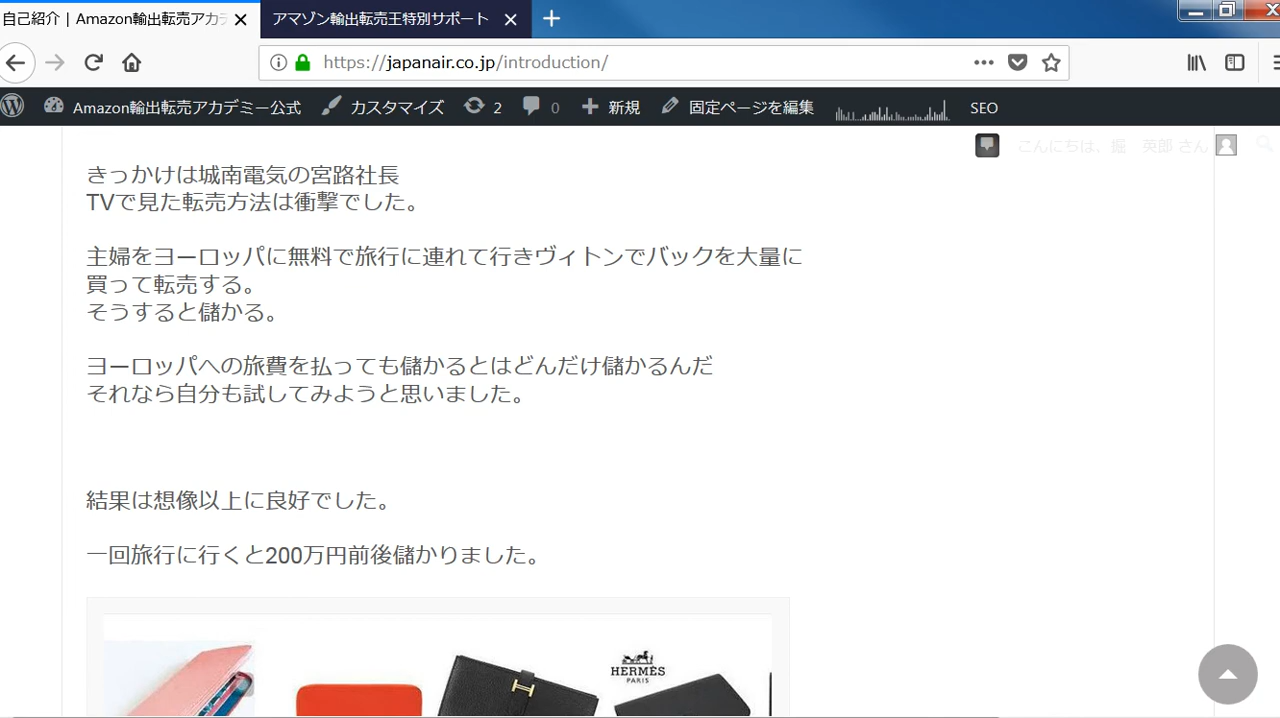 自己紹介 | Amazon輸出転売アカデ
アマゾン輸出転売王特別サポート
https://japanair.co.jp/introduction/
Amazon輸出転売アカデミー公式
カスタマイズ
2
0
新規
固定ページを編集
SEO
こんにちは、堀 英郎 さん
きっかけは城南電気の宮路社長
TVで見た転売方法は衝撃でした。
主婦をヨーロッパに無料で旅行に連れて行きヴィトンでバックを大量に
買って転売する。
そうすると儲かる。
ヨーロッパへの旅費を払っても儲かるとはどんだけ儲かるんだ
それなら自分も試してみようと思いました。
結果は想像以上に良好でした。
一回旅行に行くと200万円前後儲かりました。
HERMÈS
PARIS